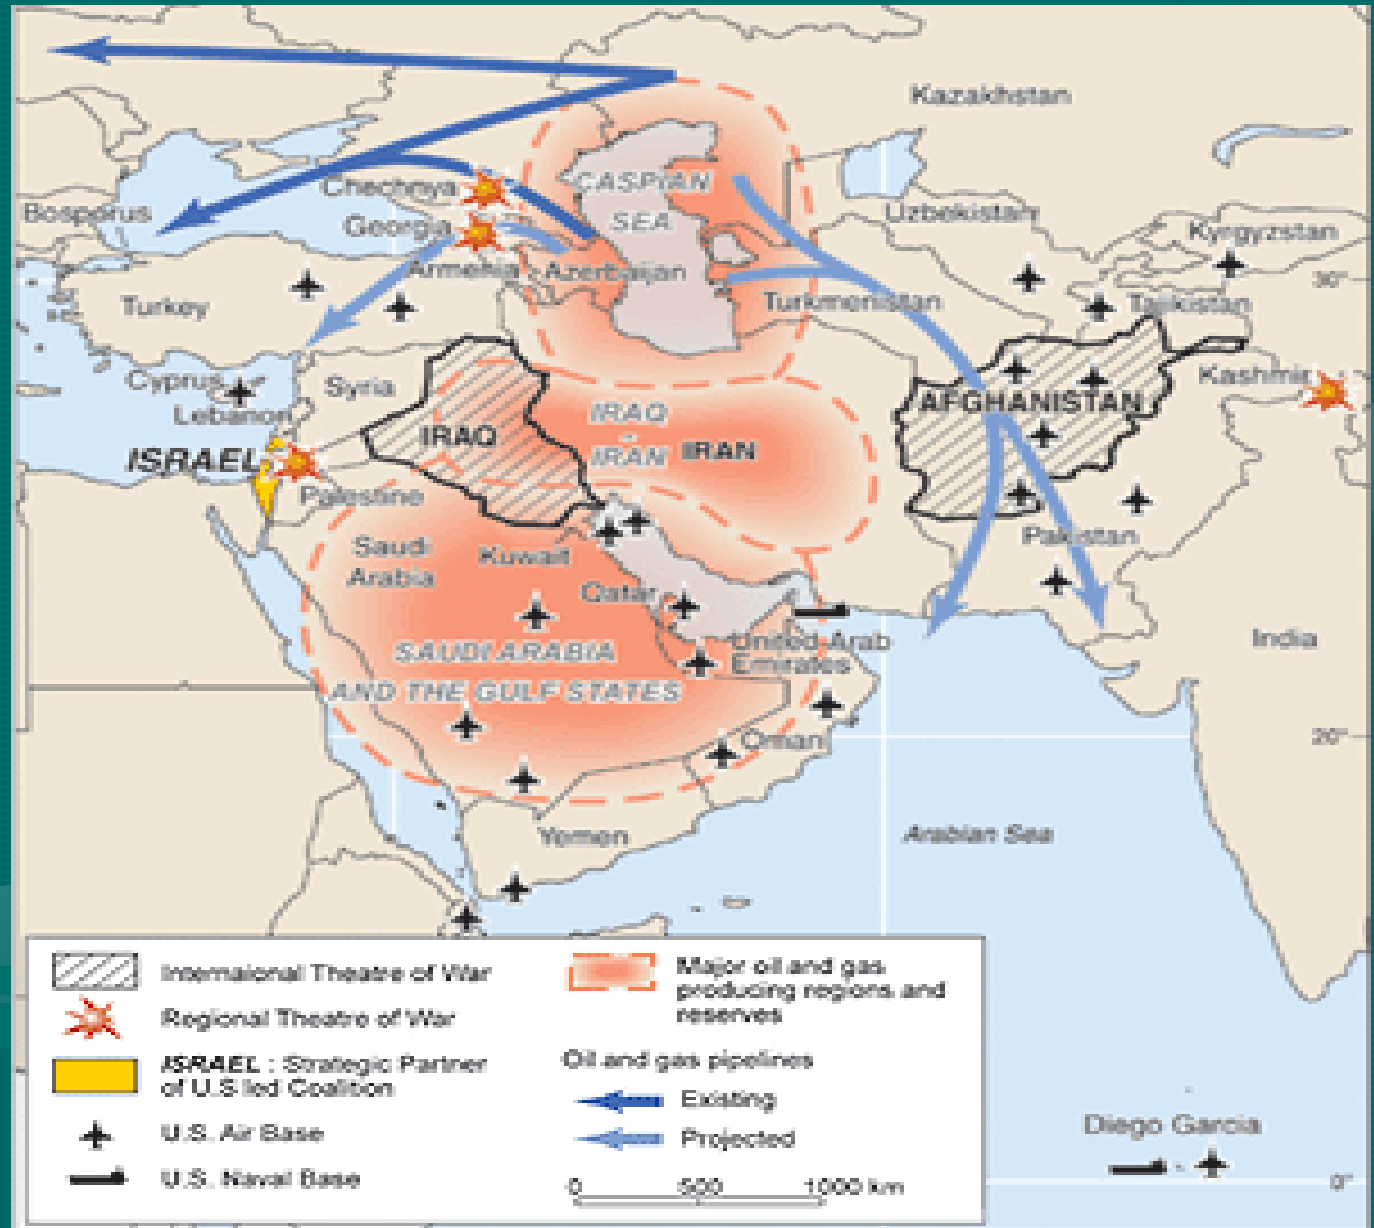 Kazakhstan
CASPIAN
SEA
Chechnya
Bosporus
Georgia
Uzbekistan
Kyrgyzstan
Armenia
Azerbaijan
30°
Turkey
Turkmenistan
Tajikistan
Cyprus
Syria
Kashmir
Lebanon
AFGHANISTAN
IRAQ
-
IRAN
IRAQ
IRAN
ISRAEL
Palestine
Saudi
Arabia
Kuwait
Pakistan
Qatar
United Arab
Emirates
India
SAUDI ARABIA
AND THE GULF STATES
Oman
20°
Yemen
Arabian Sea
Internaional Theatre of War
Regional Theatre of War
ISRAEL : Strategic Partner
of U.S led Coalition
U.S. Air Base
U.S. Naval Base
Major oil and gas
producing regions and
reserves
Oil and gas pipelines
Existing
Projected
0 500 1000 km
Diego Garcia
0°